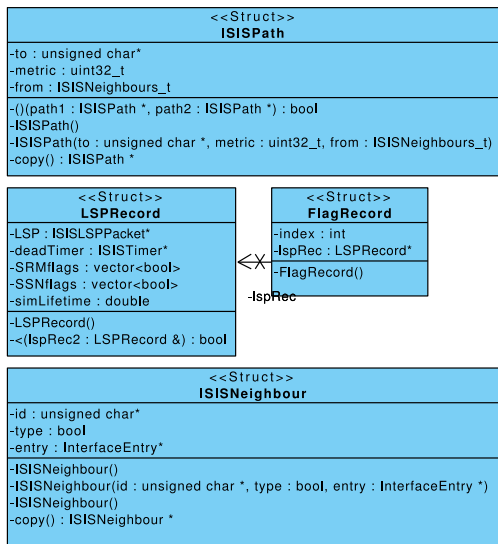 <<Struct>>
ISISPath
-to : unsigned char*
-metric : uint32_t
-from : ISISNeighbours_t
-()(path1 : ISISPath *, path2 : ISISPath *) : bool
-ISISPath()
-ISISPath(to : unsigned char *, metric : uint32_t, from : ISISNeighbours_t)
-copy() : ISISPath *
<<Struct>>
LSPRecord
-LSP : ISISLSPPacket*
-deadTimer : ISISTimer*
-SRMflags : vector<bool>
-SSNflags : vector<bool>
-simLifetime : double
-LSPRecord()
-<(lspRec2 : LSPRecord &) : bool
<<Struct>>
FlagRecord
-index : int
-lspRec : LSPRecord*
-FlagRecord()
-lspRec
<<Struct>>
ISISNeighbour
-id : unsigned char*
-type : bool
-entry : InterfaceEntry*
-ISISNeighbour()
-ISISNeighbour(id : unsigned char *, type : bool, entry : InterfaceEntry *)
-ISISNeighbour()
-copy() : ISISNeighbour *